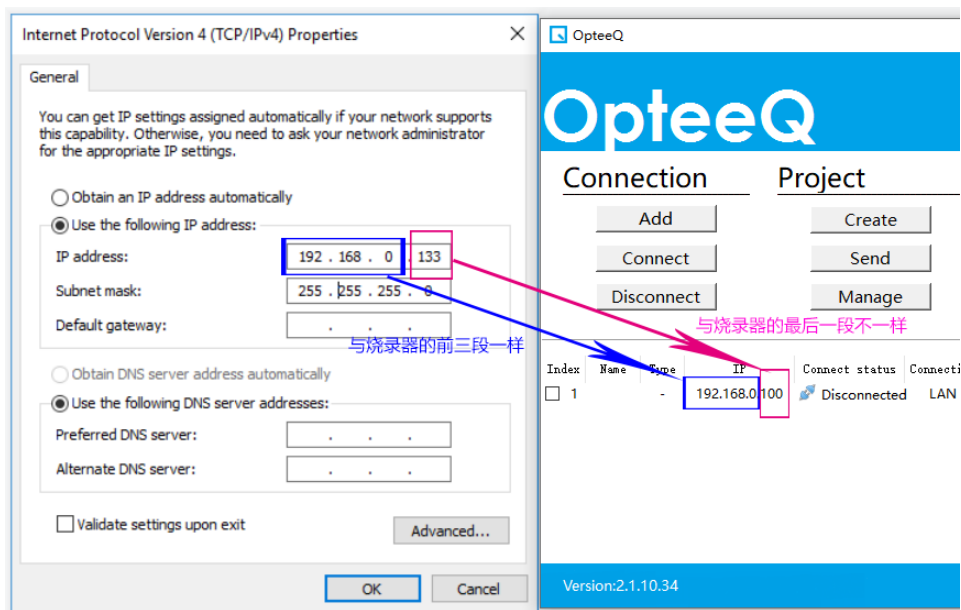 Internet Protocol Version 4 (TCP/IPv4) Properties
General
You can get IP settings assigned automatically if your network supports
this capability. Otherwise, you need to ask your network administrator
for the appropriate IP settings.
Obtain an IP address automatically
Use the following IP address:
IP address: 192 . 168 . 0 . 133
Subnet mask: 255 . 255 . 255 . 0
Default gateway: . . .
与烧录器的前三段一样
Obtain DNS server address automatically
Use the following DNS server addresses:
Preferred DNS server: . . .
Alternate DNS server: . . .
Validate settings upon exit
Advanced...
OK Cancel
OpteeQ
OpteeQ
Connection Project
Add Create
Connect Send
Disconnect Manage
与烧录器的最后一段不一样
Index Name Type IP Connect status Connecti
1 - 192.168.0.100 Disconnected LAN
Version:2.1.10.34